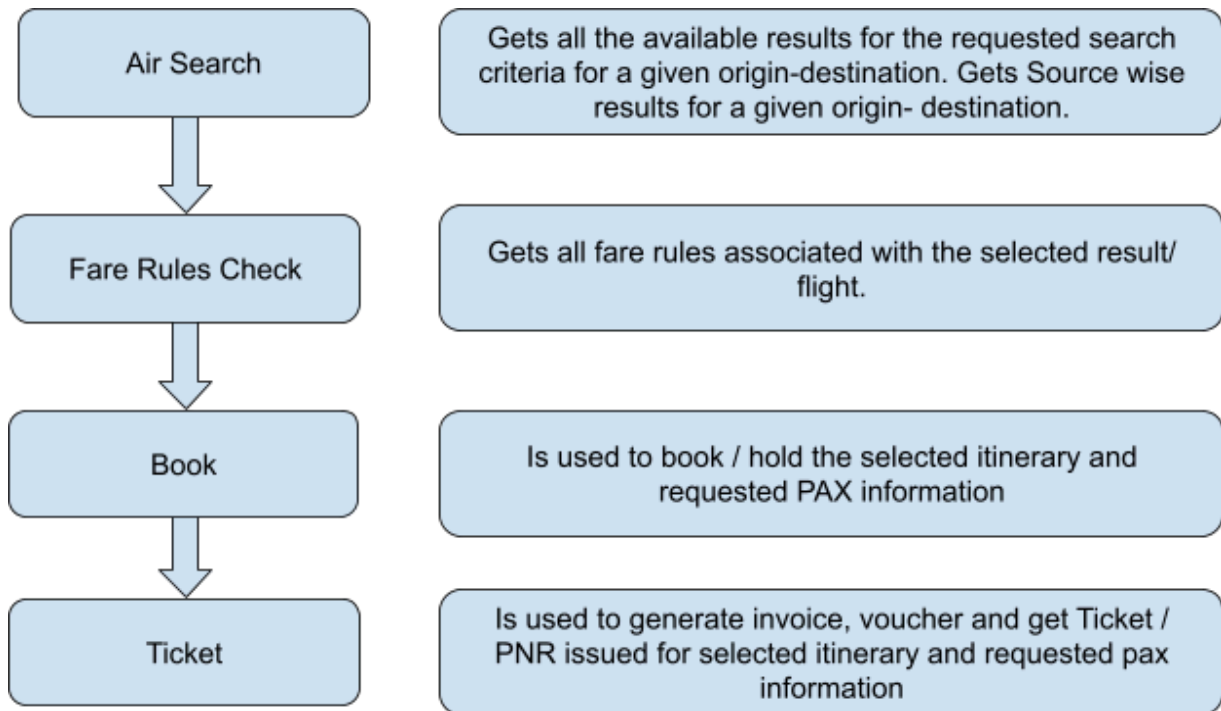 Air Search
Gets all the available results for the requested search
criteria for a given origin-destination. Gets Source wise
results for a given origin- destination.
Fare Rules Check
Gets all fare rules associated with the selected result/
flight.
Book
Is used to book / hold the selected itinerary and
requested PAX information
Ticket
Is used to generate invoice, voucher and get Ticket /
PNR issued for selected itinerary and requested pax
information